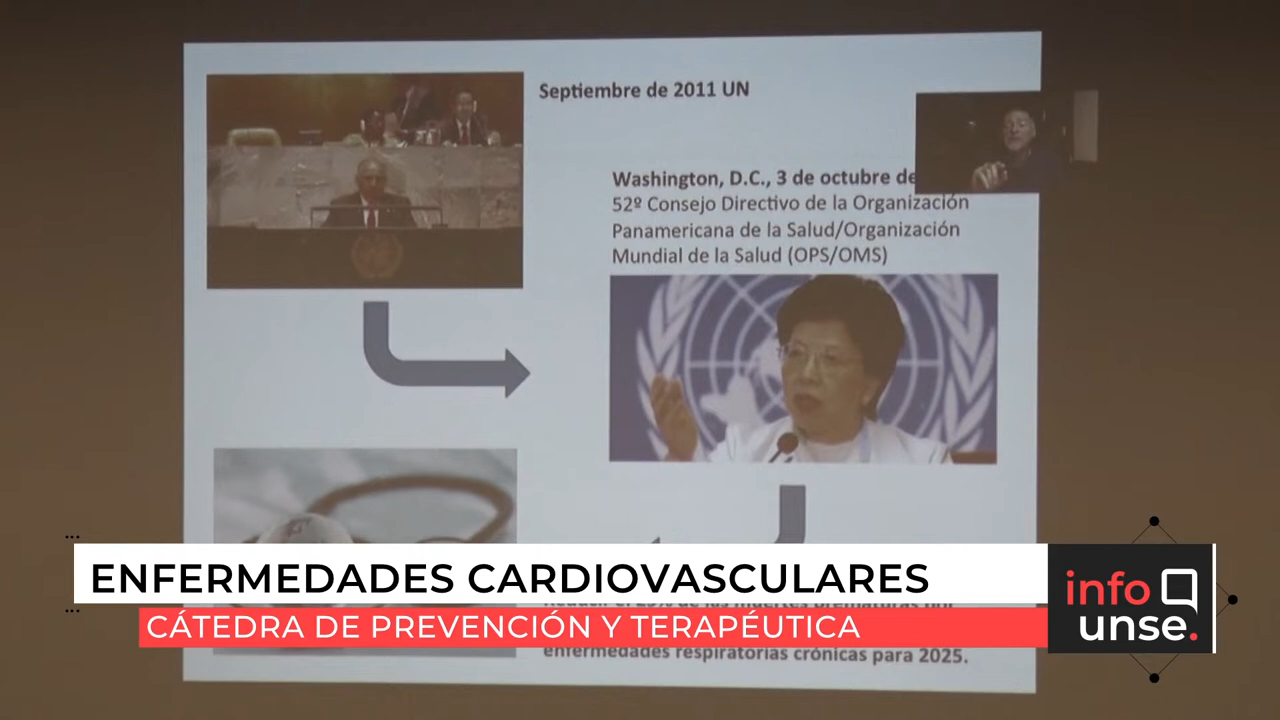 Septiembre de 2011 UN
Washington, D.C., 3 de octubre de
52º Consejo Directivo de la Organización
Panamericana de la Salud/Organización
Mundial de la Salud (OPS/OMS)
ENFERMEDADES CARDIOVASCULARES
CÁTEDRA DE PREVENCIÓN Y TERAPÉUTICA
enfermedades respiratorias crónicas para 2025.
info
unse.